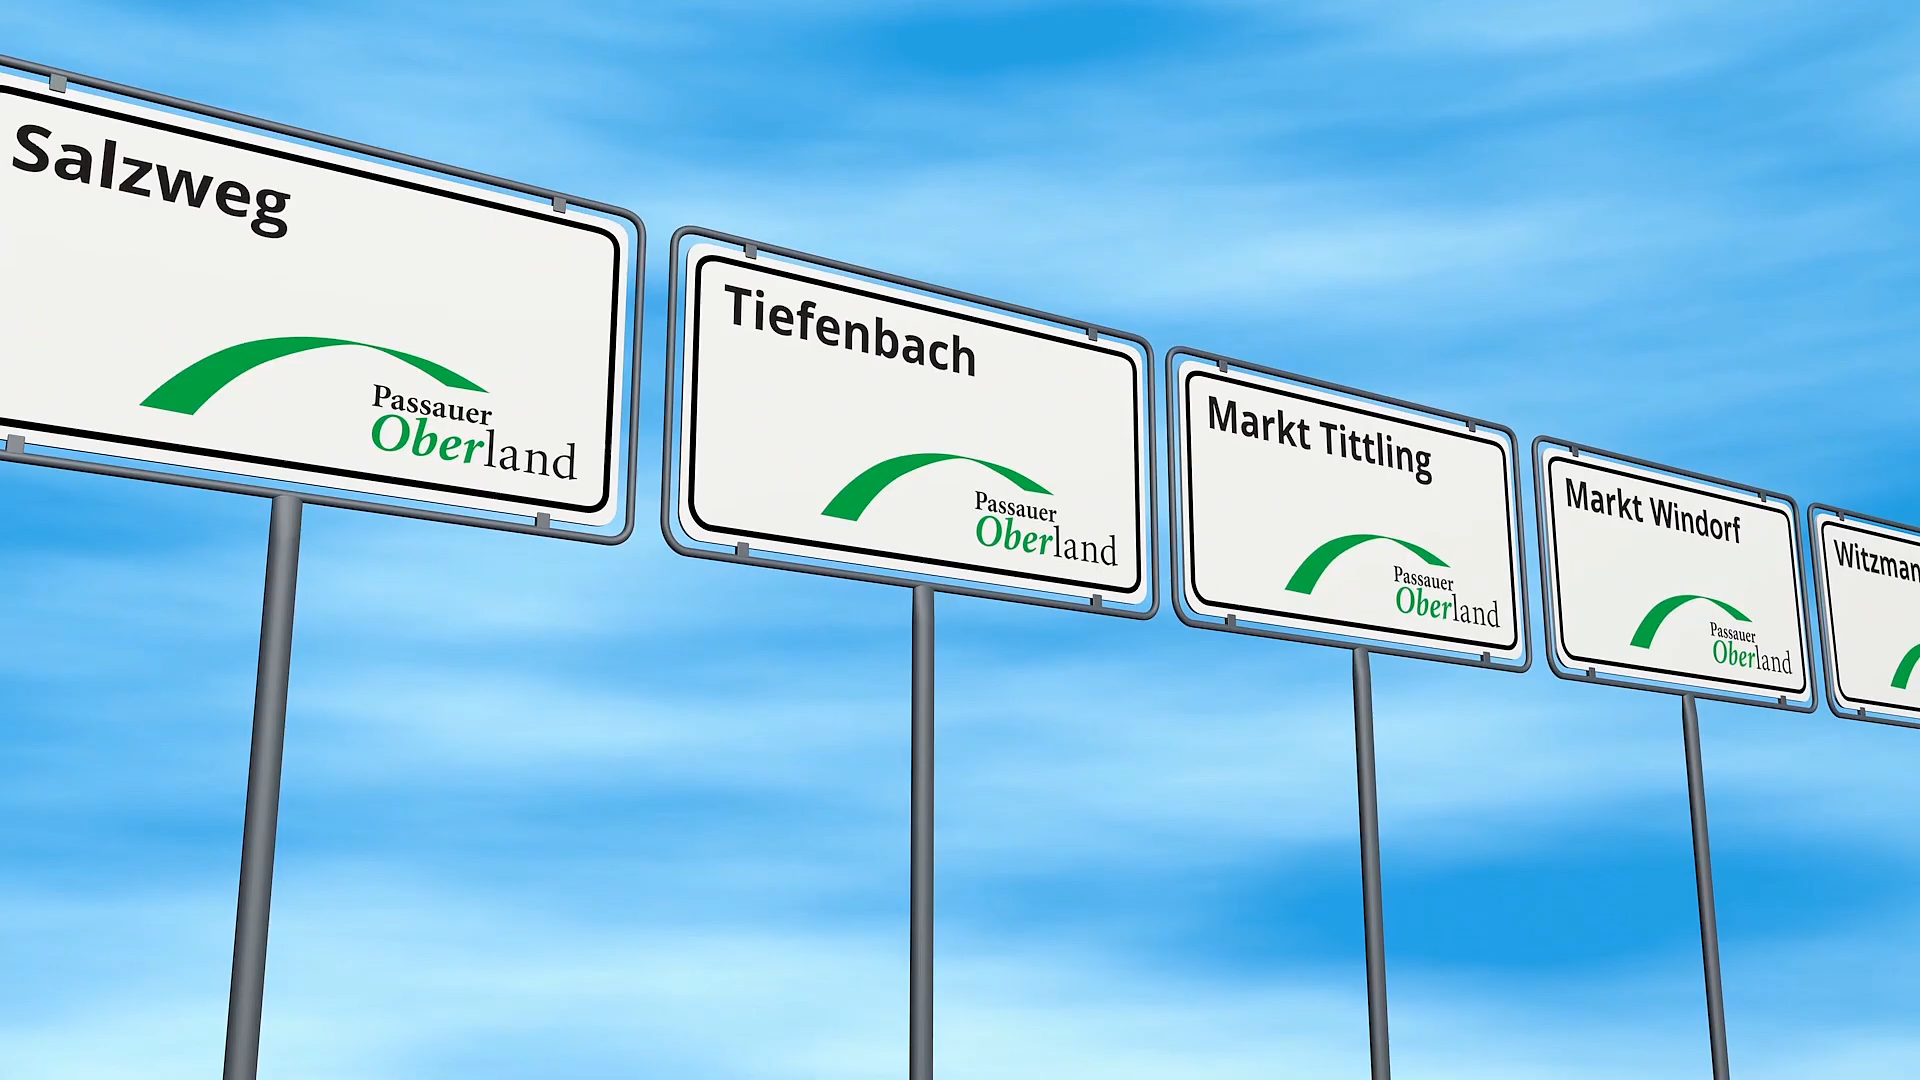 Salzweg
Passauer
Oberland
Tiefenbach
Passauer
Oberland
Markt Tittling
Passauer
Oberland
Markt Windorf
Passauer
Oberland